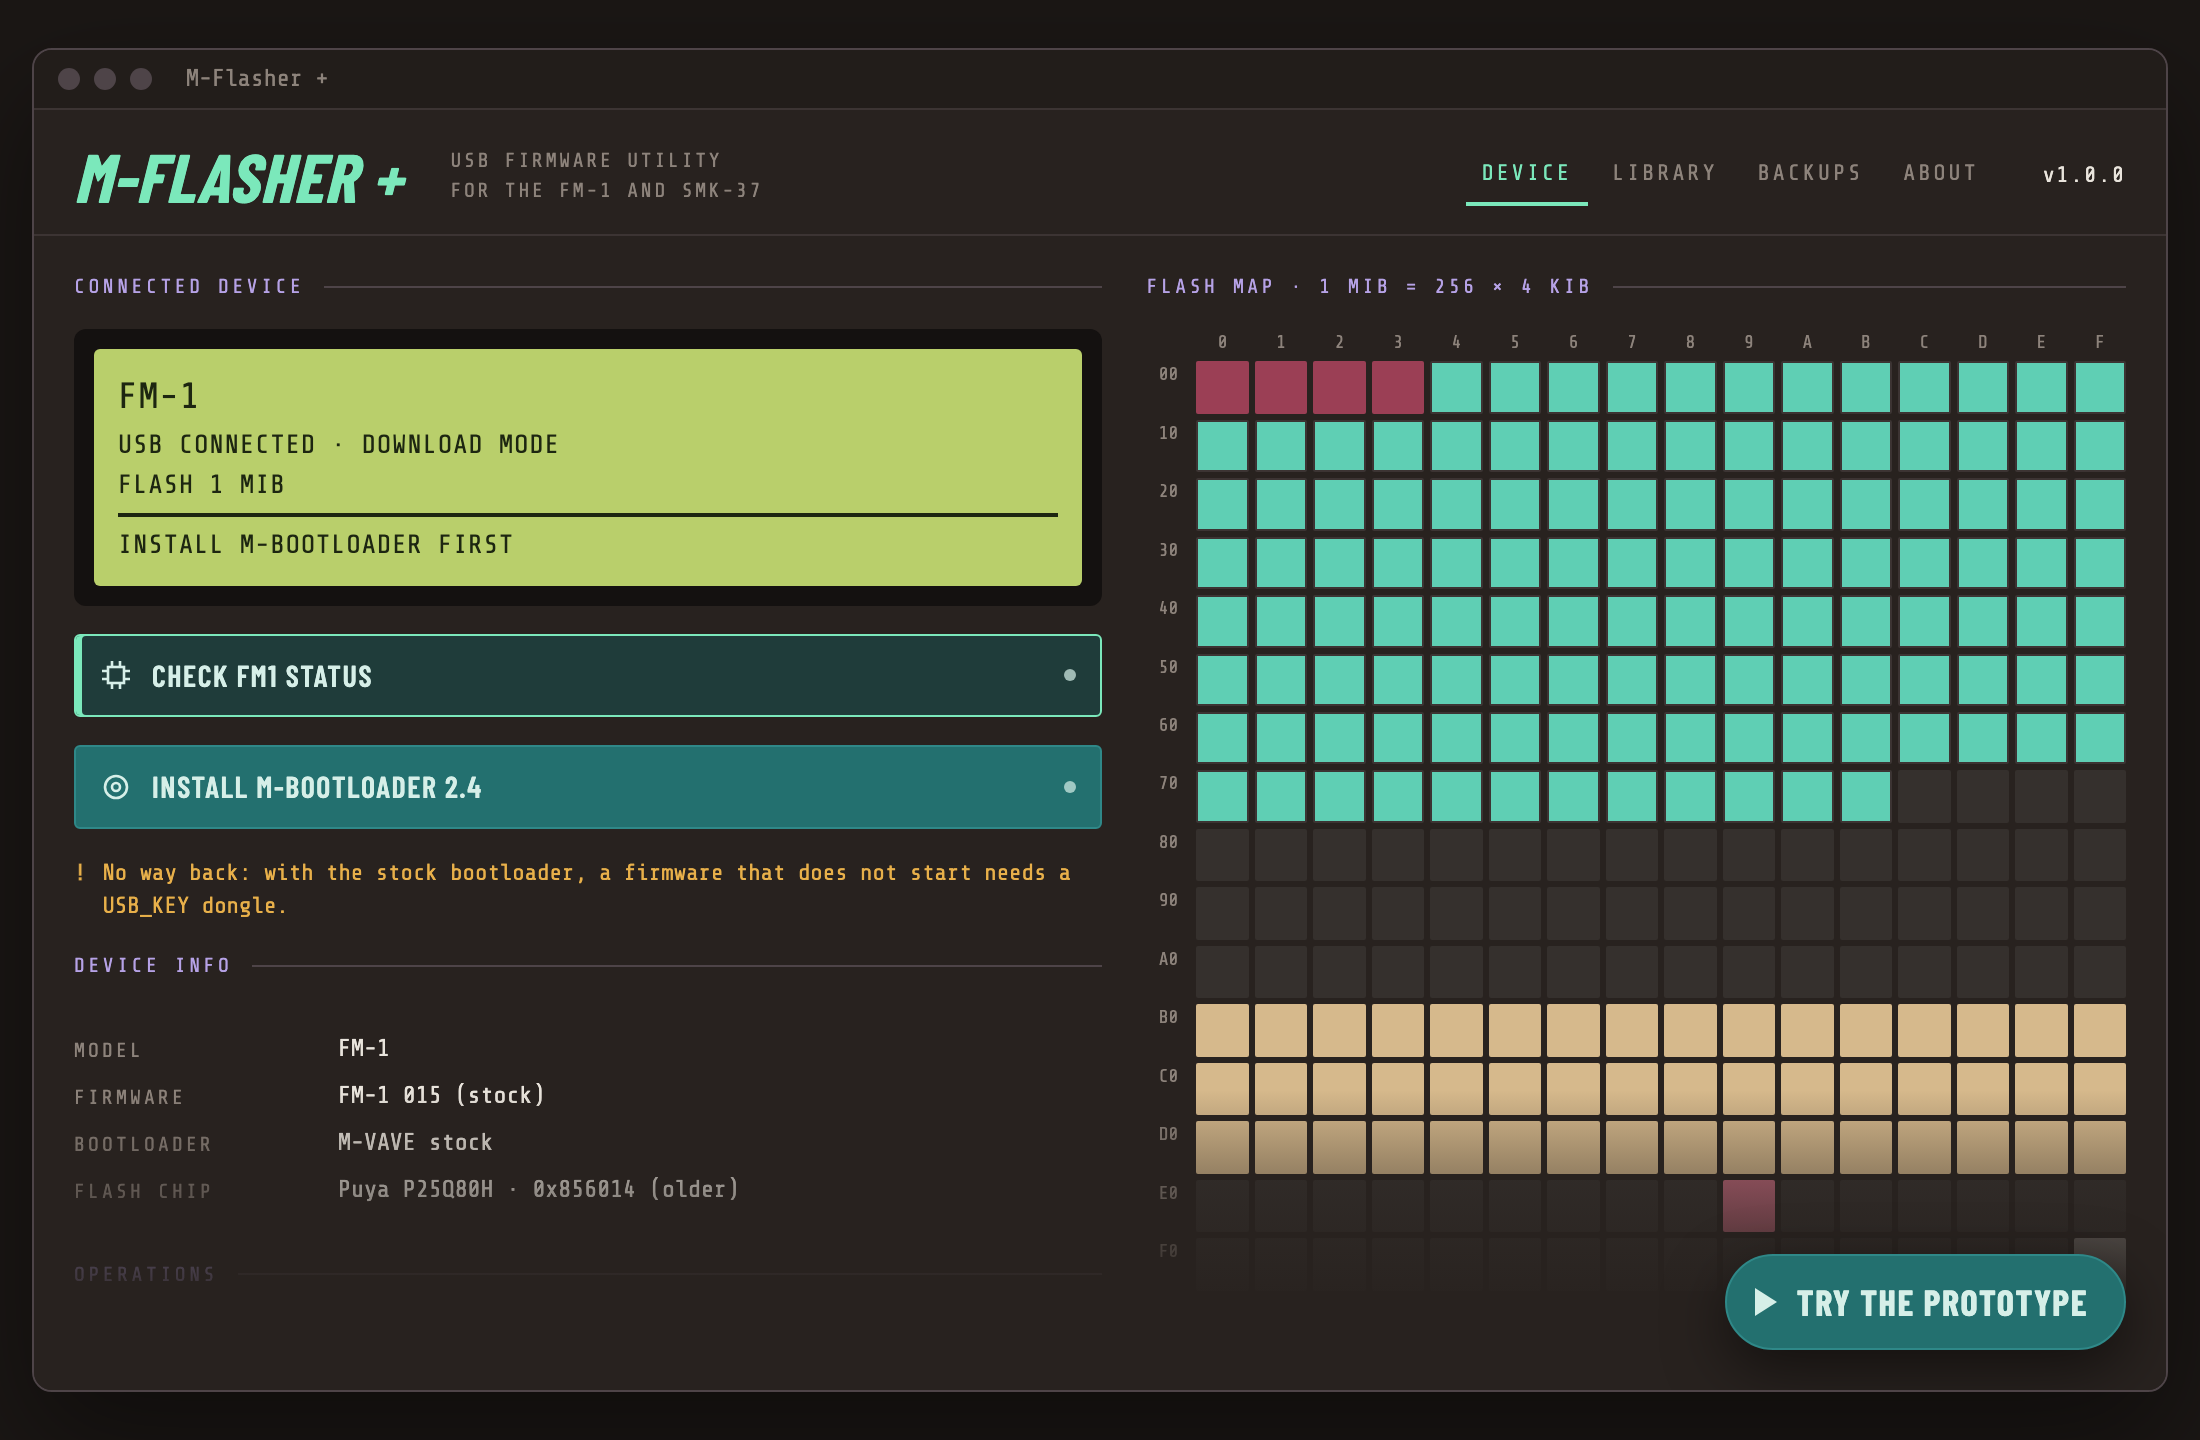 M-Flasher +
M-FLASHER +
USB FIRMWARE UTILITY
FOR THE FM-1 AND SMK-37
DEVICE
LIBRARY
BACKUPS
ABOUT
v1.0.0
CONNECTED DEVICE
FM-1
USB CONNECTED · DOWNLOAD MODE
FLASH 1 MIB
INSTALL M-BOOTLOADER FIRST
CHECK FM1 STATUS
INSTALL M-BOOTLOADER 2.4
! No way back: with the stock bootloader, a firmware that does not start needs a
USB_KEY dongle.
DEVICE INFO
MODEL FM-1
FIRMWARE FM-1 015 (stock)
BOOTLOADER M-VAVE stock
FLASH CHIP Puya P25Q80H · 0x856014 (older)
OPERATIONS
FLASH MAP · 1 MIB = 256 × 4 KIB
0 1 2 3 4 5 6 7 8 9 A B C D E F
00
10
20
30
40
50
60
70
80
90
A0
B0
C0
D0
E0
F0
TRY THE PROTOTYPE